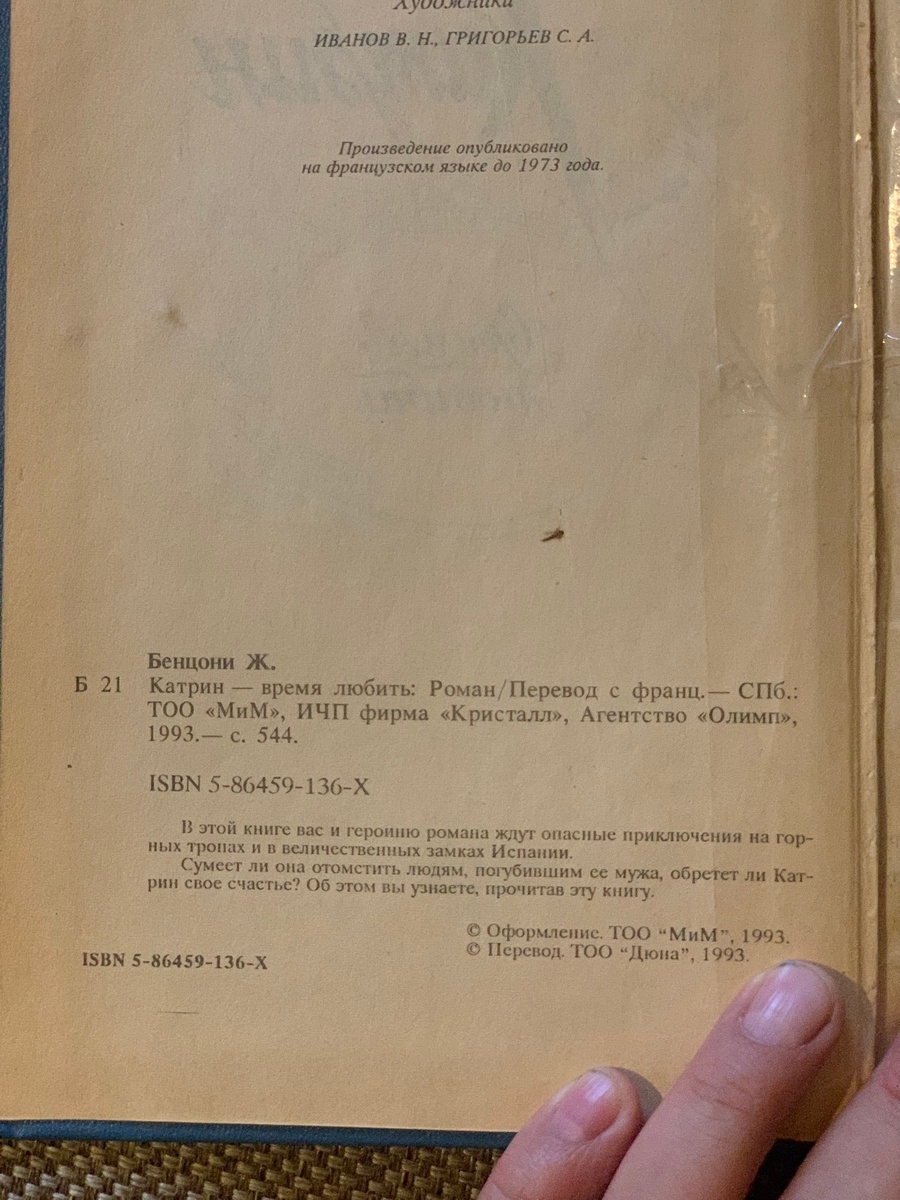 Художники
ИВАНОВ В. Н., ГРИГОРЬЕВ С. А.
Произведение опубликовано
на французском языке до 1973 года.
Бенцони Ж.
Б 21 Катрин — время любить: Роман/Перевод с франц.— СПб.:
ТОО «МиМ», ИЧП фирма «Кристалл», Агентство «Олимп»,
1993.— с. 544.
ISBN 5-86459-136-X
В этой книге вас и героиню романа ждут опасные приключения на гор-
ных тропах и в величественных замках Испании.
Сумеет ли она отомстить людям, погубившим ее мужа, обретет ли Кат-
рин свое счастье? Об этом вы узнаете, прочитав эту книгу.
© Оформление. ТОО “МиМ”, 1993.
© Перевод. ТОО “Дюна”, 1993.
ISBN 5-86459-136-X